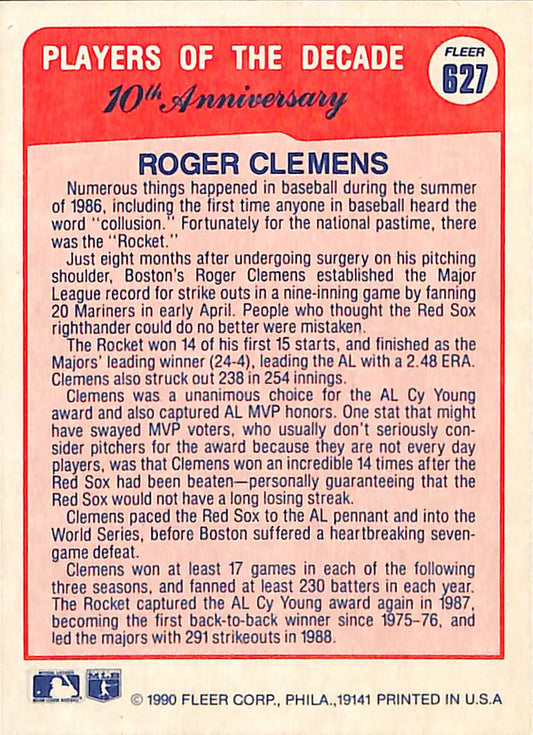 PLAYERS OF THE DECADE
10th Anniversary
FLEER
627
ROGER CLEMENS
Numerous things happened in baseball during the summer
of 1986, including the first time anyone in baseball heard the
word "collusion." Fortunately for the national pastime, there
was the "Rocket."
Just eight months after undergoing surgery on his pitching
shoulder, Boston's Roger Clemens established the Major
League record for strike outs in a nine-inning game by fanning
20 Mariners in early April. People who thought the Red Sox
righthander could do no better were mistaken.
The Rocket won 14 of his first 15 starts, and finished as the
Majors' leading winner (24-4), leading the AL with a 2.48 ERA.
Clemens also struck out 238 in 254 innings.
Clemens was a unanimous choice for the AL Cy Young
award and also captured AL MVP honors. One stat that might
have swayed MVP voters, who usually don't seriously con-
sider pitchers for the award because they are not every day
players, was that Clemens won an incredible 14 times after the
Red Sox had been beaten—personally guaranteeing that the
Red Sox would not have a long losing streak.
Clemens paced the Red Sox to the AL pennant and into the
World Series, before Boston suffered a heartbreaking seven-
game defeat.
Clemens won at least 17 games in each of the following
three seasons, and fanned at least 230 batters in each year.
The Rocket captured the AL Cy Young award again in 1987,
becoming the first back-to-back winner since 1975-76, and
led the majors with 291 strikeouts in 1988.
MLB
© 1990 FLEER CORP., PHILA.,19141 PRINTED IN U.S.A